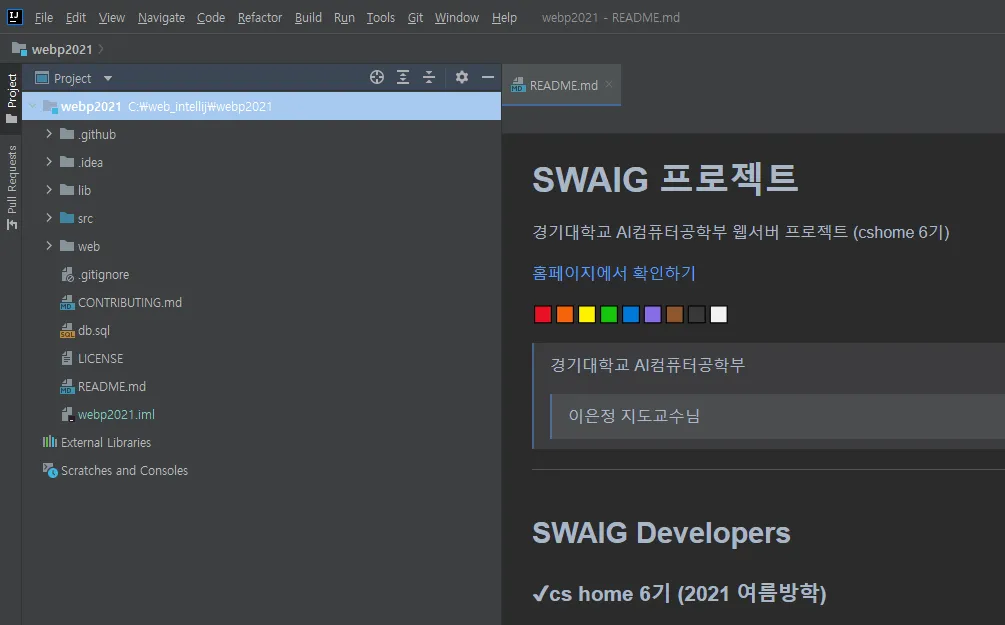 IJ File Edit View Navigate Code Refactor Build Run Tools Git Window Help webp2021 - README.md
webp2021
Project
Pull Requests
Project
webp2021 C:₩web_intellij₩webp2021
.github
.idea
lib
src
web
.gitignore
CONTRIBUTING.md
db.sql
LICENSE
README.md
webp2021.iml
External Libraries
Scratches and Consoles
README.md
SWAIG 프로젝트
경기대학교 AI컴퓨터공학부 웹서버 프로젝트 (cshome 6기)
홈페이지에서 확인하기
경기대학교 AI컴퓨터공학부
이은정 지도교수님
SWAIG Developers
✔cs home 6기 (2021 여름방학)